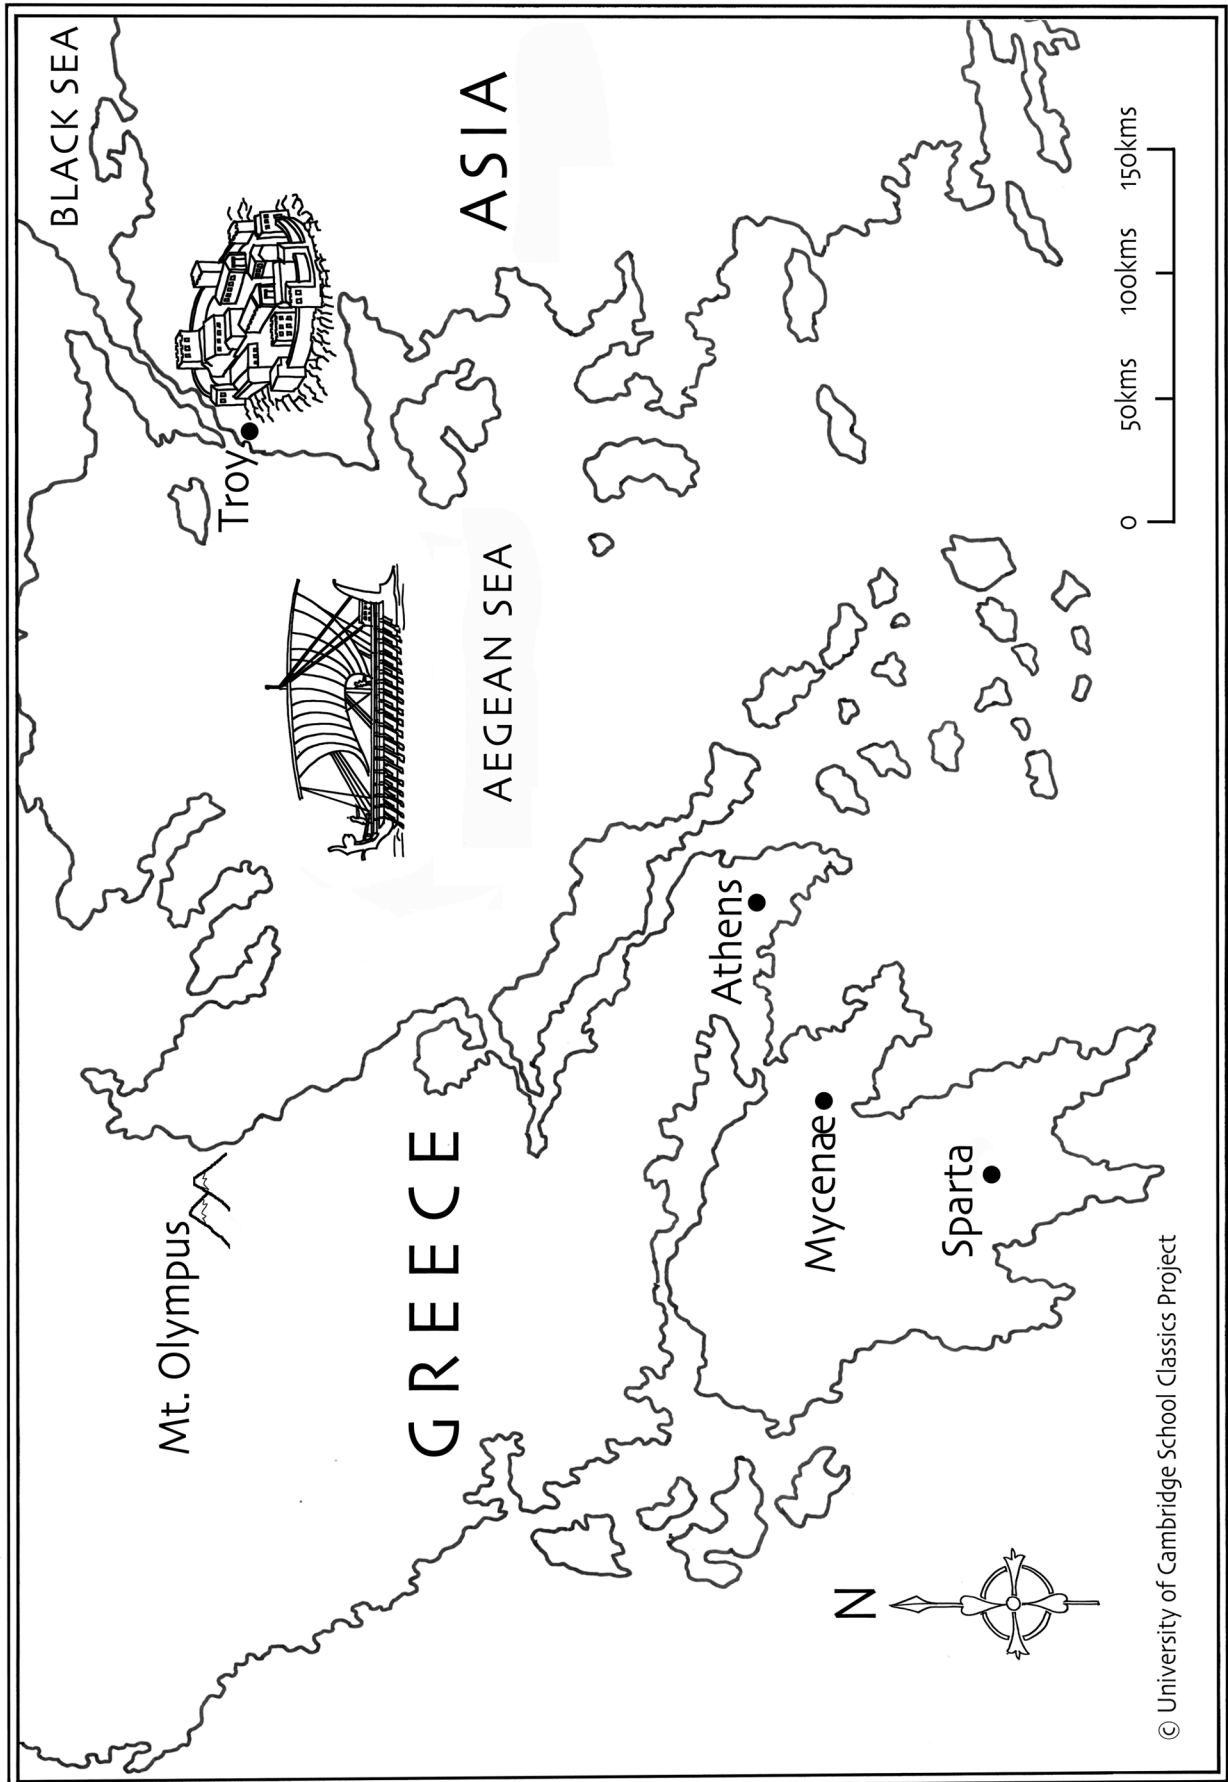 BLACK SEA
ASIA
Troy
AEGEAN SEA
Mt. Olympus
GREECE
Athens
Mycenae
Sparta
N
0 50kms 100kms 150kms
© University of Cambridge School Classics Project